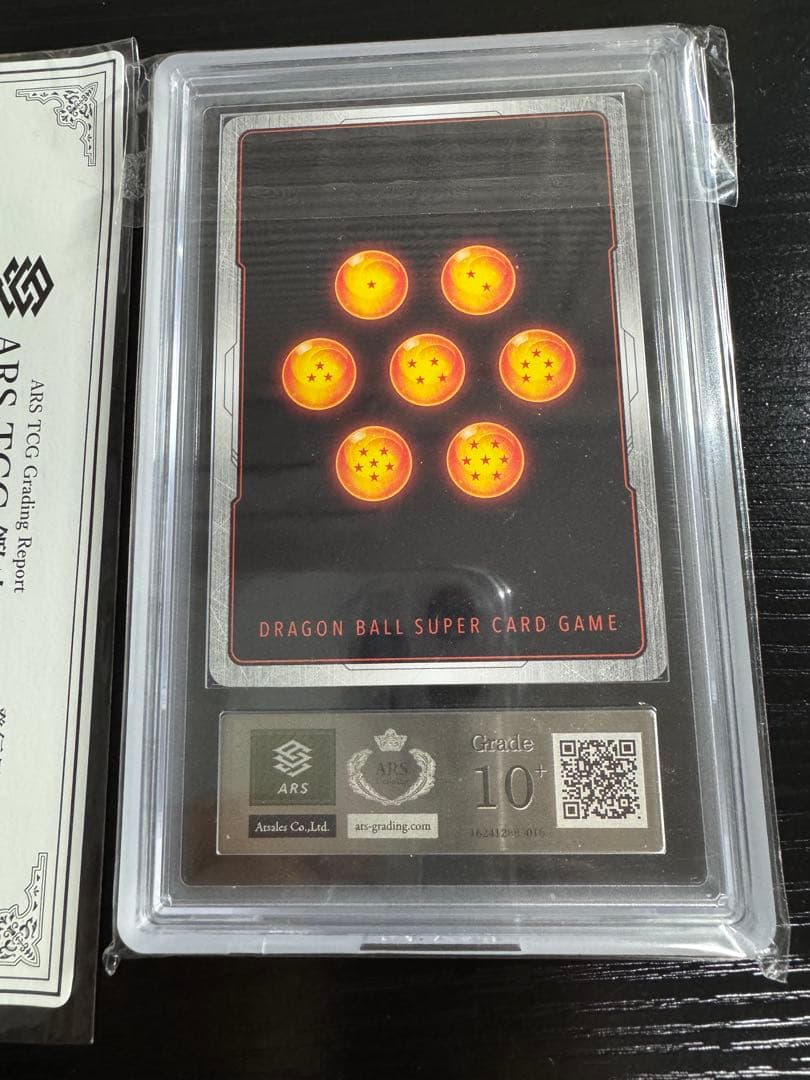 DRAGON BALL SUPER CARD GAME
ARS
Arsales Co.,Ltd.
ARS
ars-grading.com
Grade
10+
ARS TCG Grading Report
ARS TCG